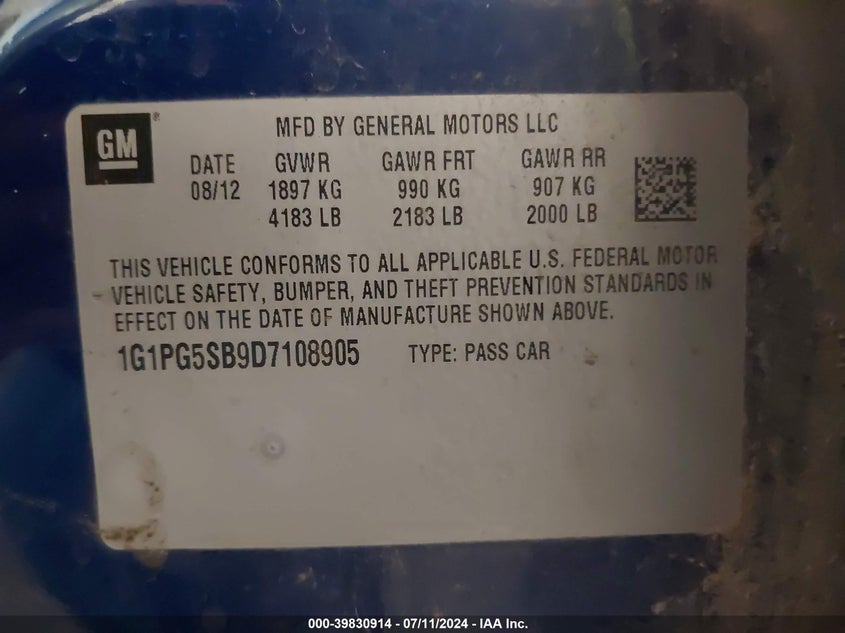 GM®
MFD BY GENERAL MOTORS LLC
DATE GVWR GAWR FRT GAWR RR
08/12 1897 KG 990 KG 907 KG
4183 LB 2183 LB 2000 LB
THIS VEHICLE CONFORMS TO ALL APPLICABLE U.S. FEDERAL MOTOR
VEHICLE SAFETY, BUMPER, AND THEFT PREVENTION STANDARDS IN
EFFECT ON THE DATE OF MANUFACTURE SHOWN ABOVE.
1G1PG5SB9D7108905 TYPE: PASS CAR
000-39830914 - 07/11/2024 - IAA Inc.